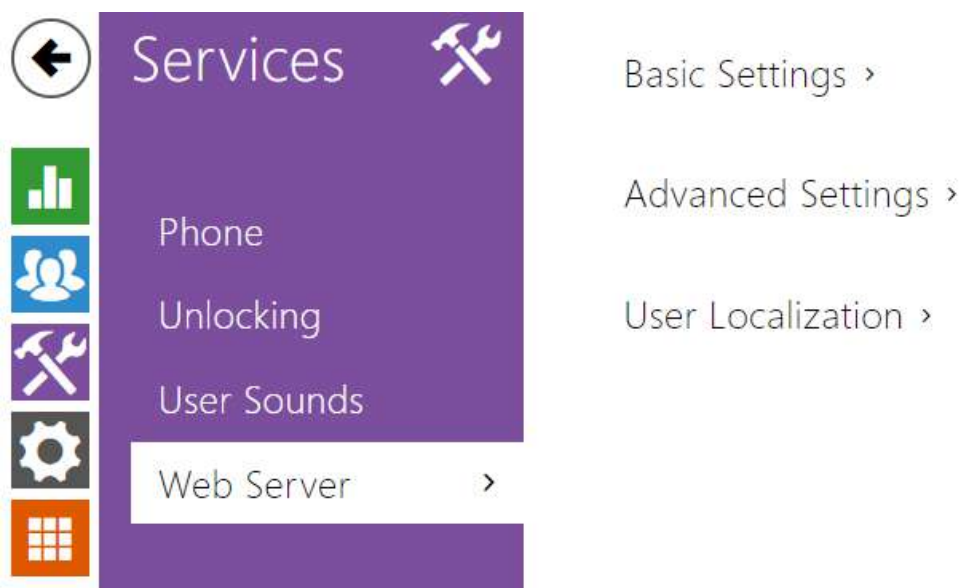 Services
Phone
Unlocking
User Sounds
Web Server >
Basic Settings >
Advanced Settings >
User Localization >